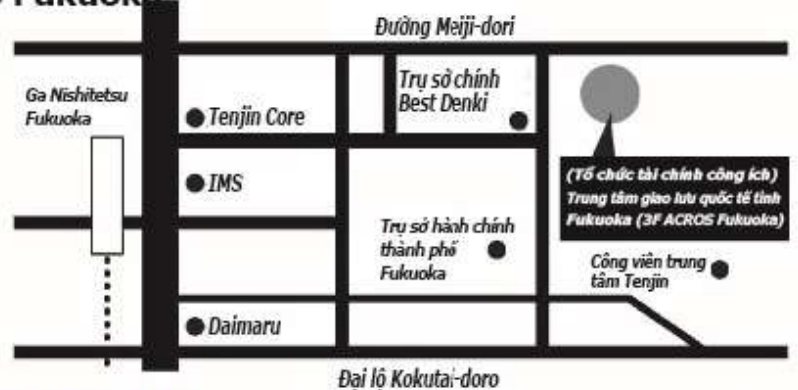 Fukuok
Đường Meiji-dori
Ga Nishitetsu
Fukuoka
Tenjin Core
Trụ sở chính
Best Denki
IMS
(Tổ chức tài chính công ích)
Trung tâm giao lưu quốc tế tỉnh
Fukuoka (3F ACROS Fukuoka)
Trụ sở hành chính
thành phố
Fukuoka
Công viên trung
tâm Tenjin
Daimaru
Đại lộ Kokutai-doro